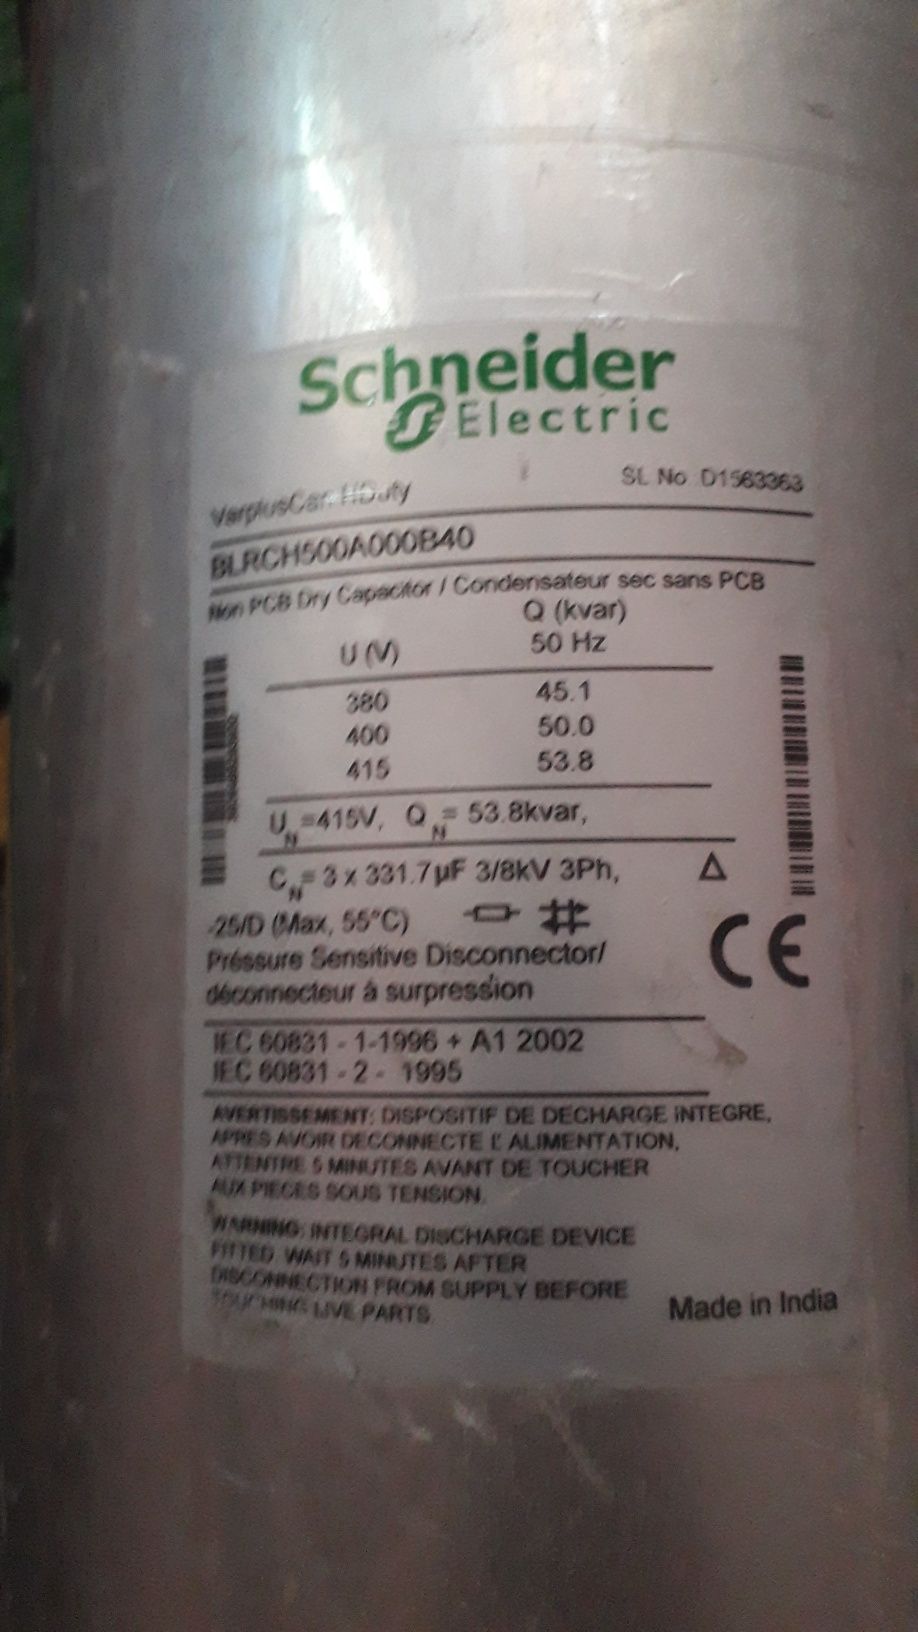 Schneider
Electric
SL No D1563363
VarplusCan HDuty
BLRCH500A000B40
Non PCB Dry Capacitor / Condensateur sec sans PCB
Q (kvar)
U (V) 50 Hz
380 45.1
400 50.0
415 53.8
UN=415V, QN= 53.8kvar,
CN= 3 x 331.7µF 3/8kV 3Ph, Δ
-25/D (Max, 55°C)
CE
Préssure Sensitive Disconnector/
déconnecteur à surpression
IEC 60831 - 1-1996 + A1 2002
IEC 60831 - 2 - 1995
AVERTISSEMENT: DISPOSITIF DE DECHARGE INTEGRE,
APRES AVOIR DECONNECTE L' ALIMENTATION,
ATTENTRE 5 MINUTES AVANT DE TOUCHER
AUX PIECES SOUS TENSION.
WARNING: INTEGRAL DISCHARGE DEVICE
FITTED. WAIT 5 MINUTES AFTER
DISCONNECTION FROM SUPPLY BEFORE
TOUCHING LIVE PARTS.
Made in India